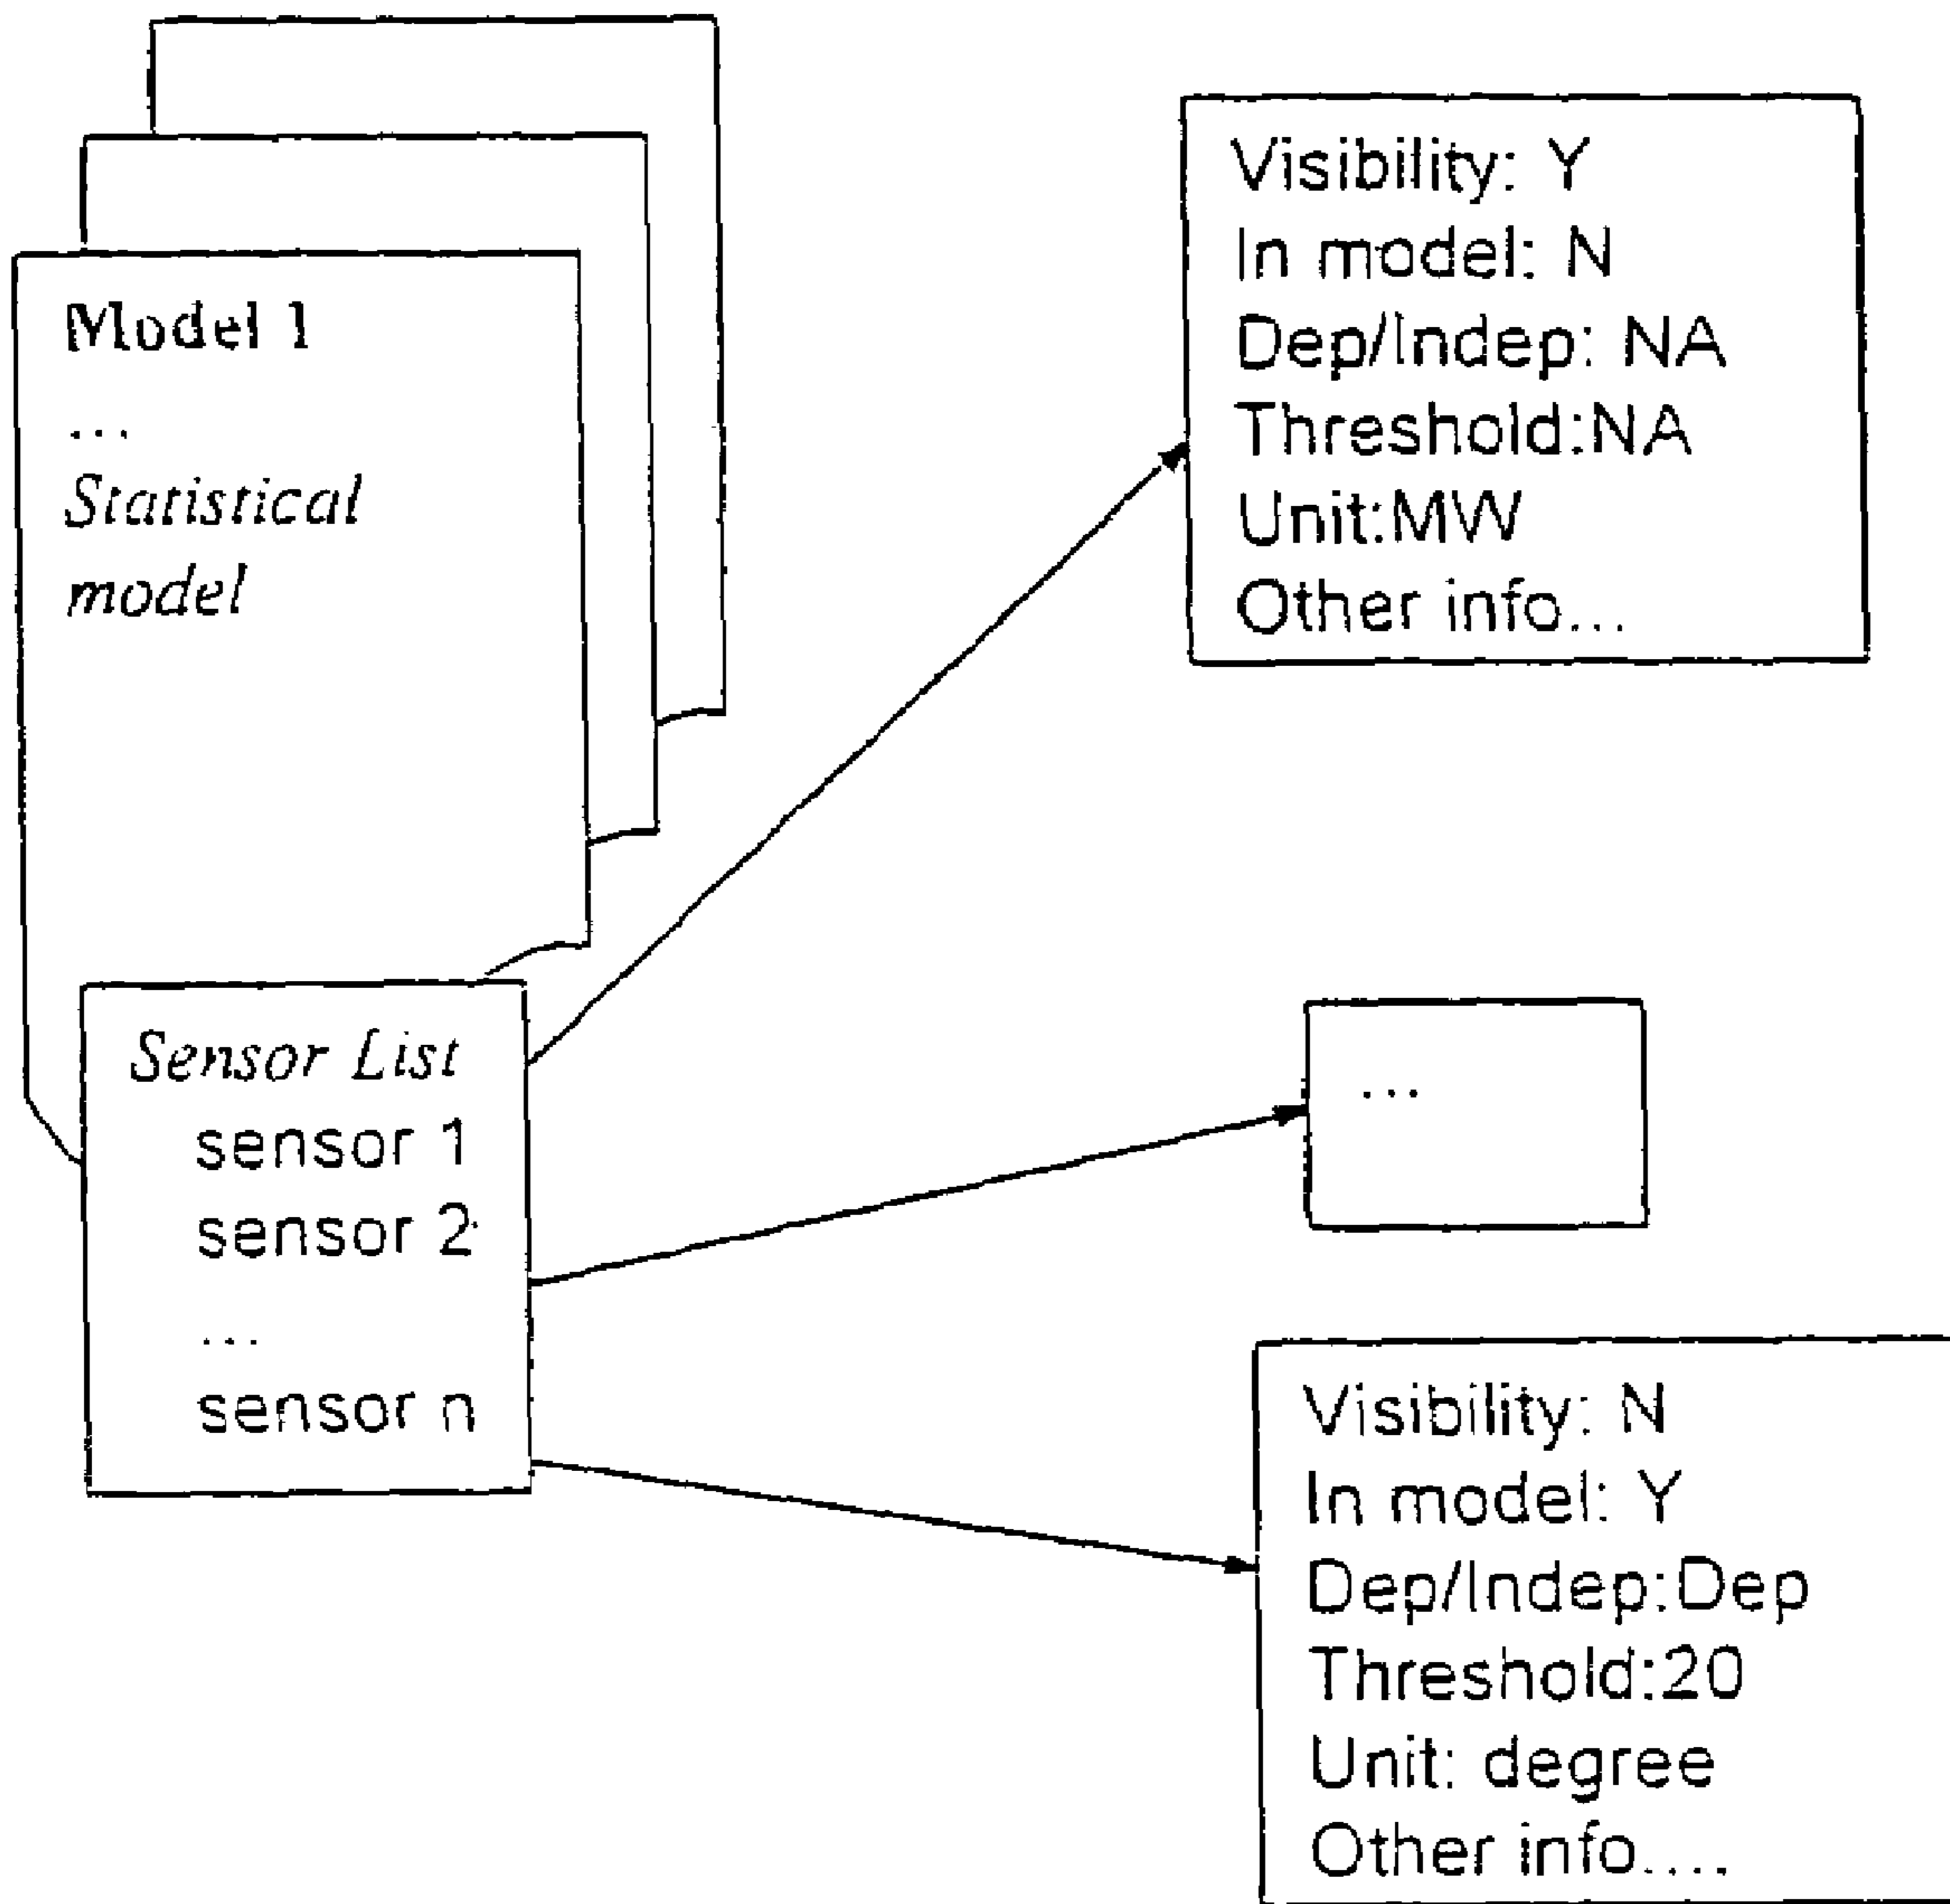 Model 1
...
Statistical
model
Sensor List
sensor 1
sensor 2
...
sensor n
Visibility: Y
In model: N
Dep/Indep: NA
Threshold:NA
Unit:MW
Other info...
...
Visibility: N
In model: Y
Dep/Indep:Dep
Threshold:20
Unit: degree
Other info....